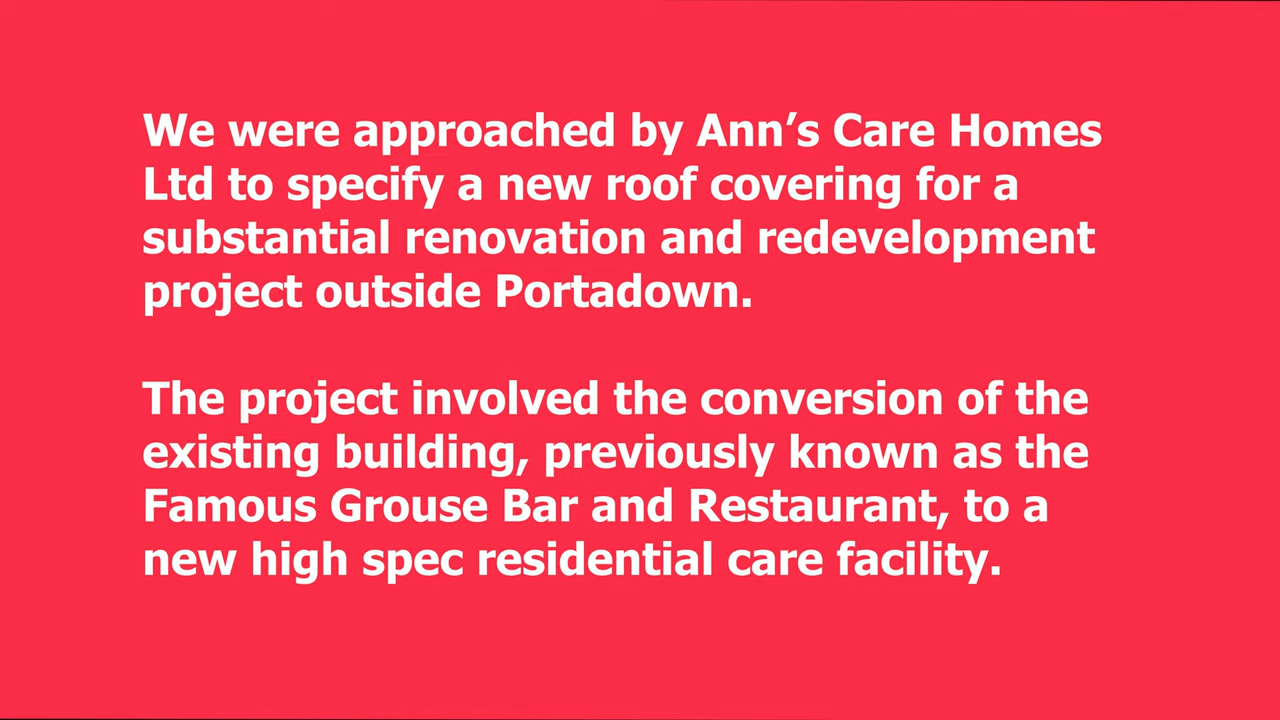 We were approached by Ann’s Care Homes
Ltd to specify a new roof covering for a
substantial renovation and redevelopment
project outside Portadown.
The project involved the conversion of the
existing building, previously known as the
Famous Grouse Bar and Restaurant, to a
new high spec residential care facility.